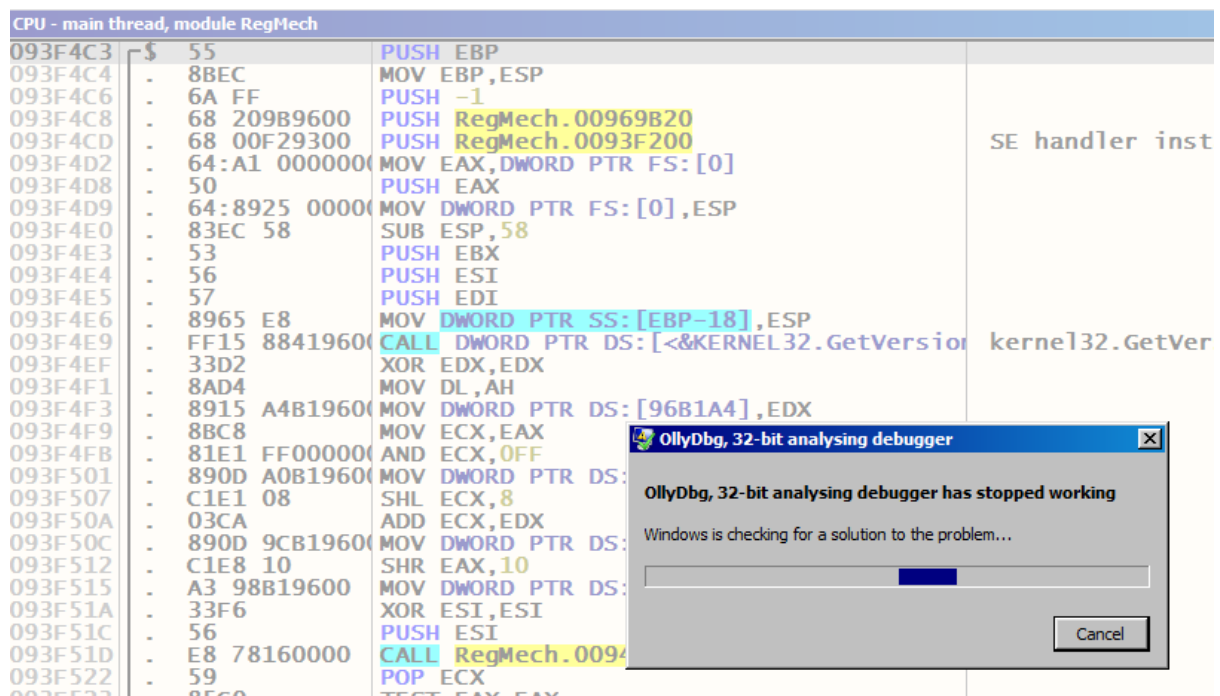 CPU - main thread, module RegMech
093F4C3 $ 55 PUSH EBP
093F4C4 . 8BEC MOV EBP,ESP
093F4C6 . 6A FF PUSH -1
093F4C8 . 68 209B9600 PUSH RegMech.00969B20
093F4CD . 68 00F29300 PUSH RegMech.0093F200 SE handler inst
093F4D2 . 64:A1 0000000( MOV EAX,DWORD PTR FS:[0]
093F4D8 . 50 PUSH EAX
093F4D9 . 64:8925 0000( MOV DWORD PTR FS:[0],ESP
093F4E0 . 83EC 58 SUB ESP,58
093F4E3 . 53 PUSH EBX
093F4E4 . 56 PUSH ESI
093F4E5 . 57 PUSH EDI
093F4E6 . 8965 E8 MOV DWORD PTR SS:[EBP-18],ESP
093F4E9 . FF15 8841960( CALL DWORD PTR DS:[<&KERNEL32.GetVersion kernel32.GetVer
093F4EF . 33D2 XOR EDX,EDX
093F4F1 . 8AD4 MOV DL,AH
093F4F3 . 8915 A4B1960( MOV DWORD PTR DS:[96B1A4],EDX
093F4F9 . 8BC8 MOV ECX,EAX
093F4FB . 81E1 FF00000( AND ECX,0FF
093F501 . 890D A0B1960( MOV DWORD PTR DS:
093F507 . C1E1 08 SHL ECX,8
093F50A . 03CA ADD ECX,EDX
093F50C . 890D 9CB1960( MOV DWORD PTR DS:
093F512 . C1E8 10 SHR EAX,10
093F515 . A3 98B19600 MOV DWORD PTR DS:
093F51A . 33F6 XOR ESI,ESI
093F51C . 56 PUSH ESI
093F51D . E8 78160000 CALL RegMech.0094
093F522 . 59 POP ECX
OllyDbg, 32-bit analysing debugger
OllyDbg, 32-bit analysing debugger has stopped working
Windows is checking for a solution to the problem...
Cancel